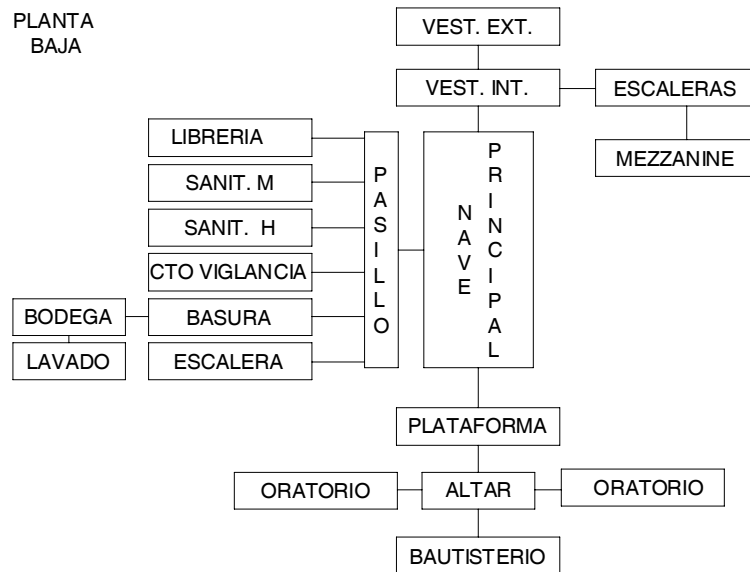 PLANTA
BAJA
VEST. EXT.
VEST. INT.
ESCALERAS
MEZZANINE
LIBRERIA
SANIT. M
SANIT. H
CTO VIGLANCIA
BODEGA
BASURA
LAVADO
ESCALERA
PASILLO
NAVE
PRINCIPAL
PLATAFORMA
ORATORIO
ALTAR
ORATORIO
BAUTISTERIO